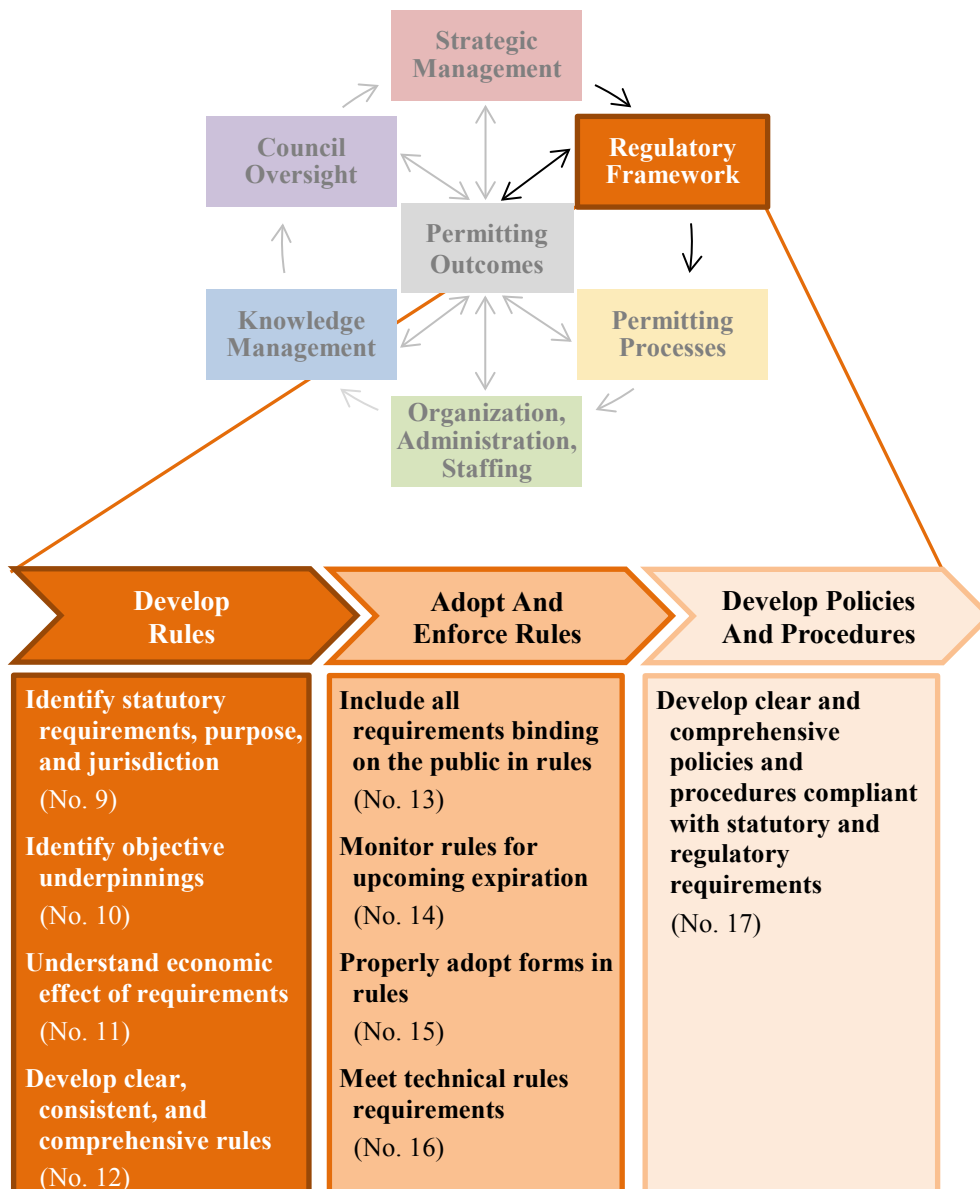 Strategic
Management
Council
Oversight
Regulatory
Framework
Permitting
Outcomes
Knowledge
Management
Permitting
Processes
Organization,
Administration,
Staffing
Develop
Rules
Adopt And
Enforce Rules
Develop Policies
And Procedures
Identify statutory
requirements, purpose,
and jurisdiction
(No. 9)
Identify objective
underpinnings
(No. 10)
Understand economic
effect of requirements
(No. 11)
Develop clear,
consistent, and
comprehensive rules
(No. 12)
Include all
requirements binding
on the public in rules
(No. 13)
Monitor rules for
upcoming expiration
(No. 14)
Properly adopt forms in
rules
(No. 15)
Meet technical rules
requirements
(No. 16)
Develop clear and
comprehensive
policies and
procedures compliant
with statutory and
regulatory
requirements
(No. 17)